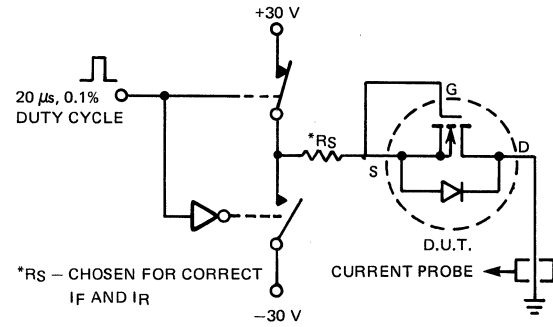 +30 V
20 μs, 0.1%
DUTY CYCLE
*RS
G
S
D
D.U.T.
CURRENT PROBE
*RS – CHOSEN FOR CORRECT
IF AND IR
–30 V